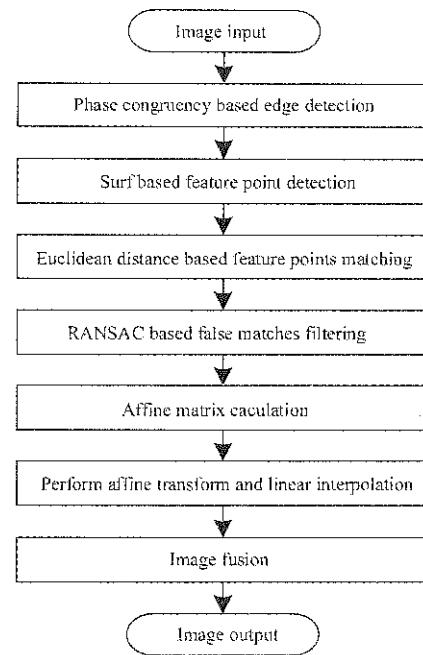 Image input
Phase congruency based edge detection
Surf based feature point detection
Euclidean distance based feature points matching
RANSAC based false matches filtering
Affine matrix caculation
Perform affine transform and linear interpolation
Image fusion
Image output